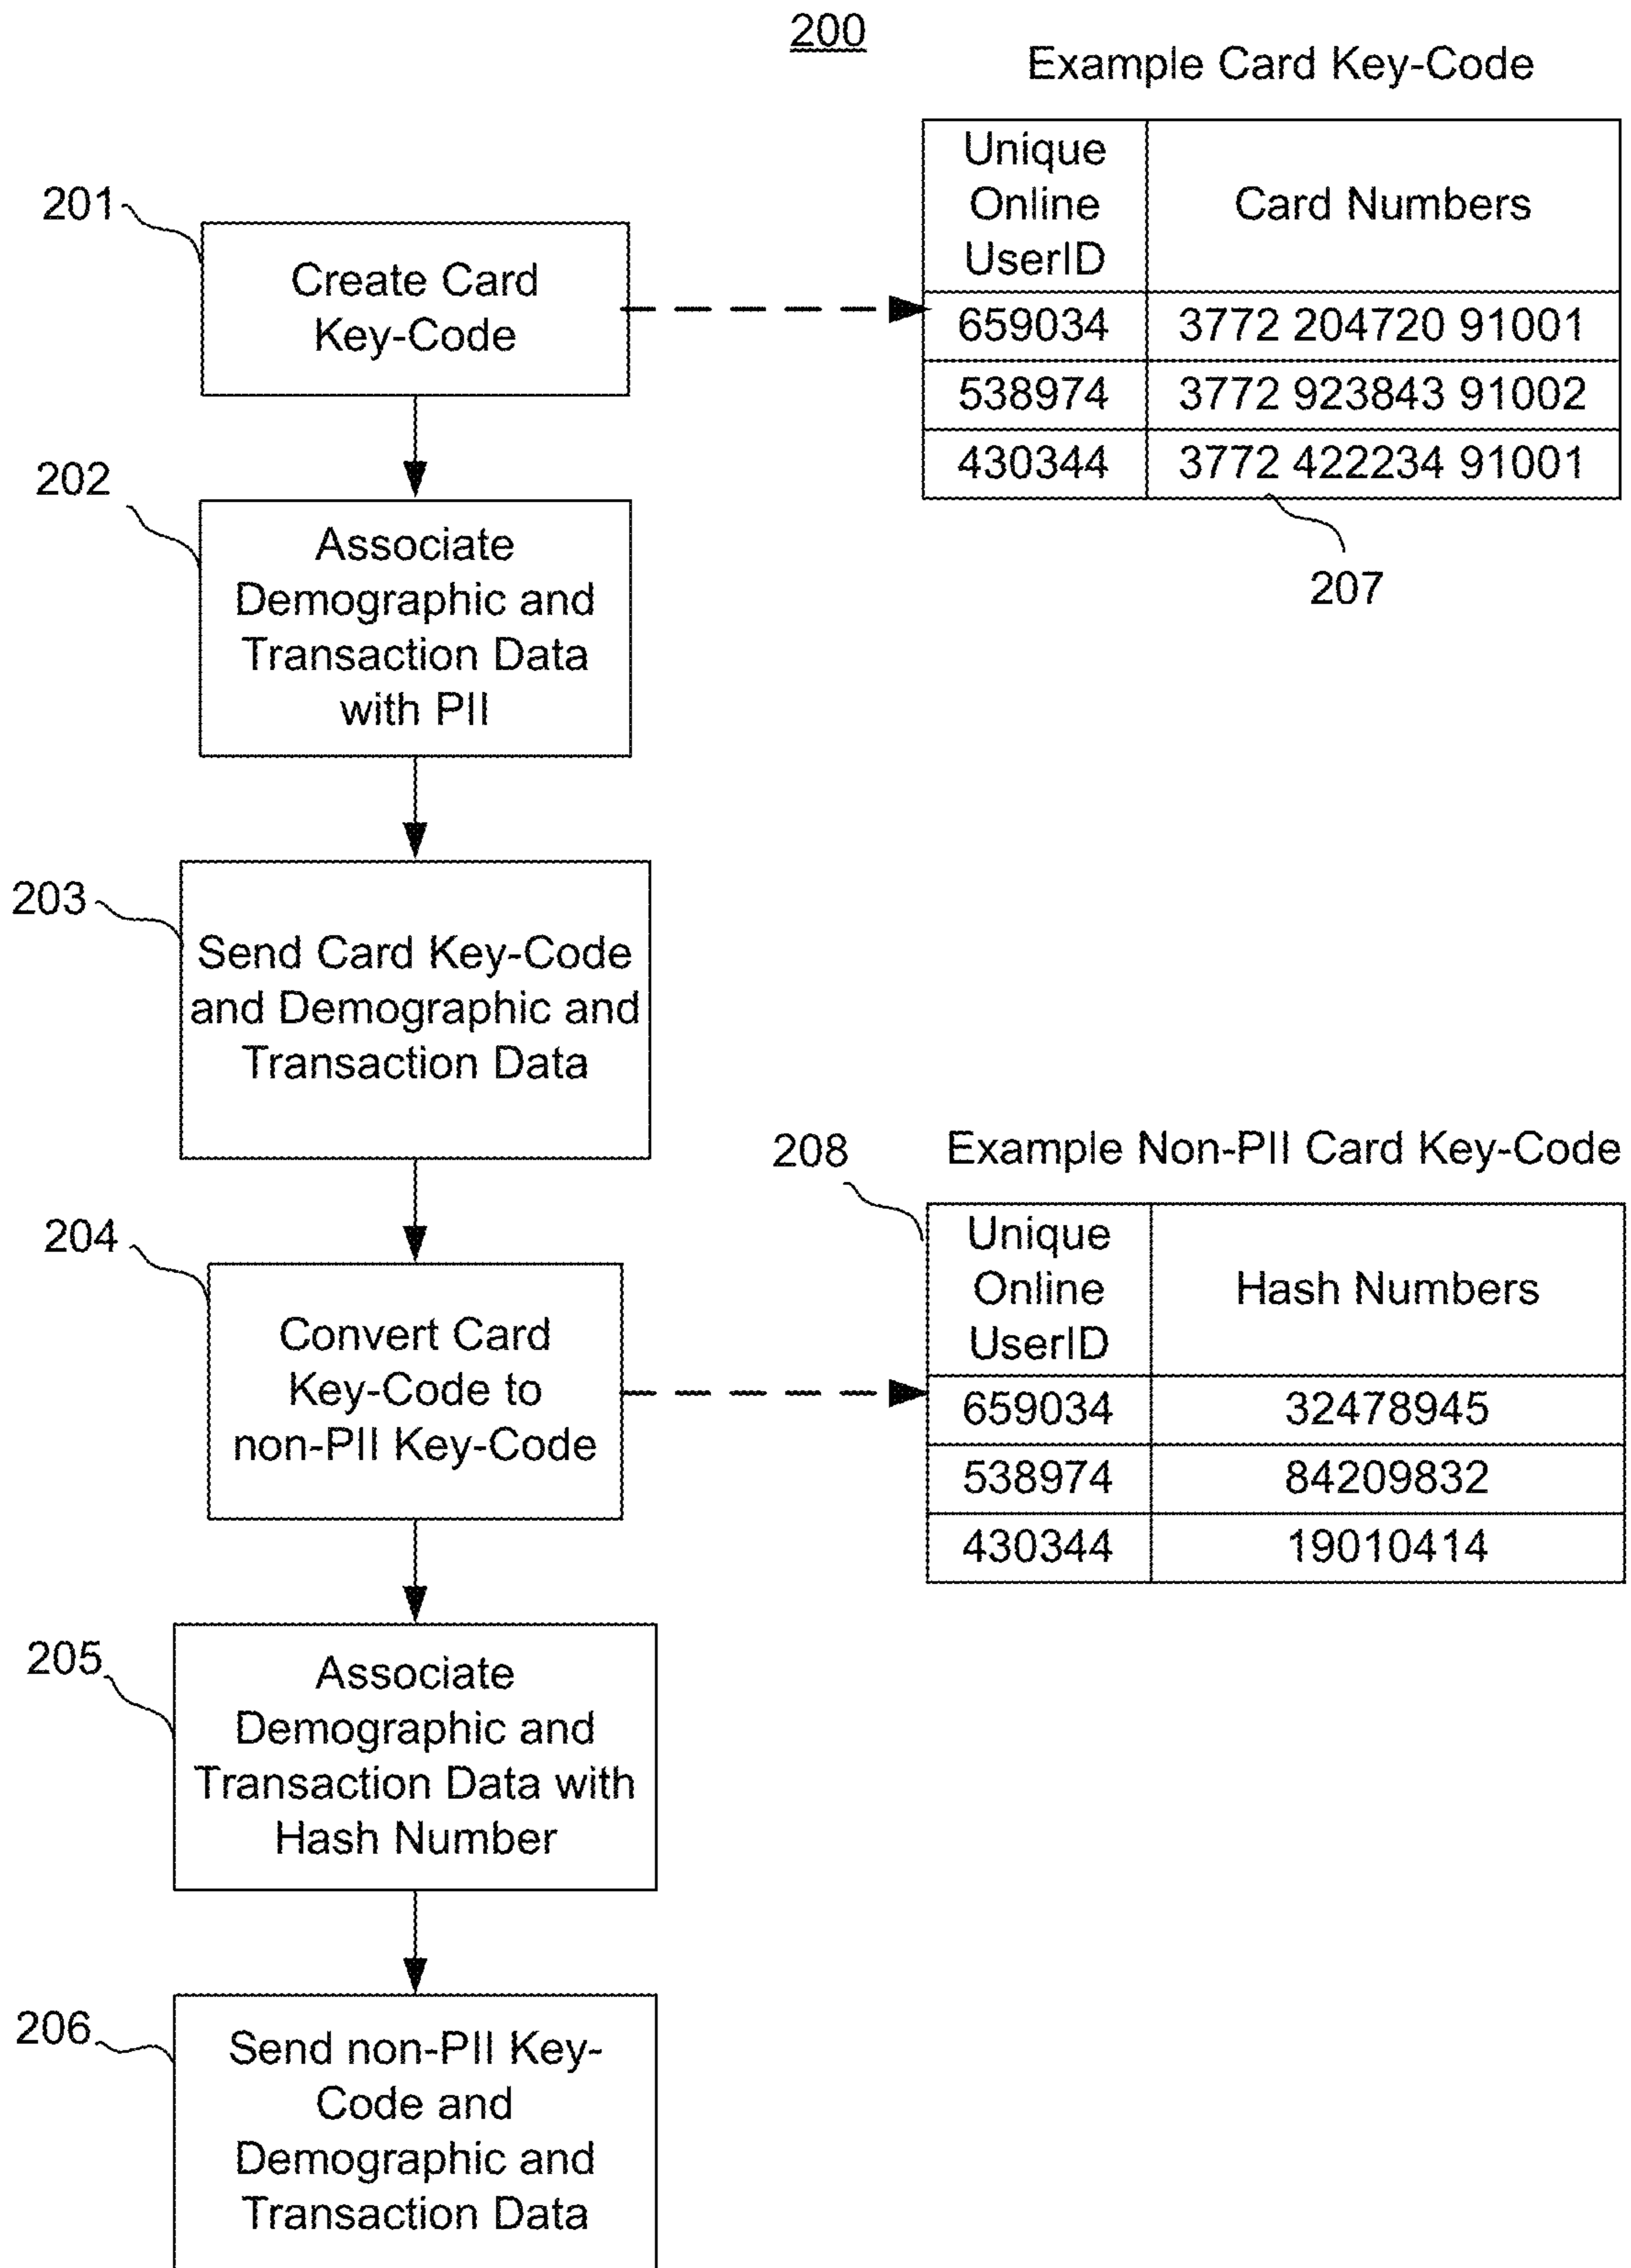 200
Example Card Key-Code
Unique
Online
UserID
Card Numbers
659034 3772 204720 91001
538974 3772 923843 91002
430344 3772 422234 91001
207
201
Create Card
Key-Code
202
Associate
Demographic and
Transaction Data
with PII
203
Send Card Key-Code
and Demographic and
Transaction Data
204
Convert Card
Key-Code to
non-PII Key-Code
208
Example Non-PII Card Key-Code
Unique
Online
UserID
Hash Numbers
659034 32478945
538974 84209832
430344 19010414
205
Associate
Demographic and
Transaction Data with
Hash Number
206
Send non-PII Key-
Code and
Demographic and
Transaction Data